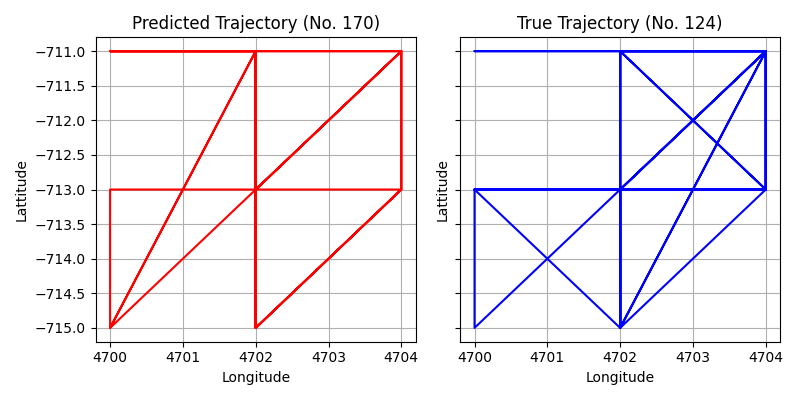 Predicted Trajectory (No. 170)
True Trajectory (No. 124)
−711.0
−711.5
−712.0
−712.5
−713.0
−713.5
−714.0
−714.5
−715.0
Lattitude
Lattitude
4700 4701 4702 4703 4704
4700 4701 4702 4703 4704
Longitude
Longitude